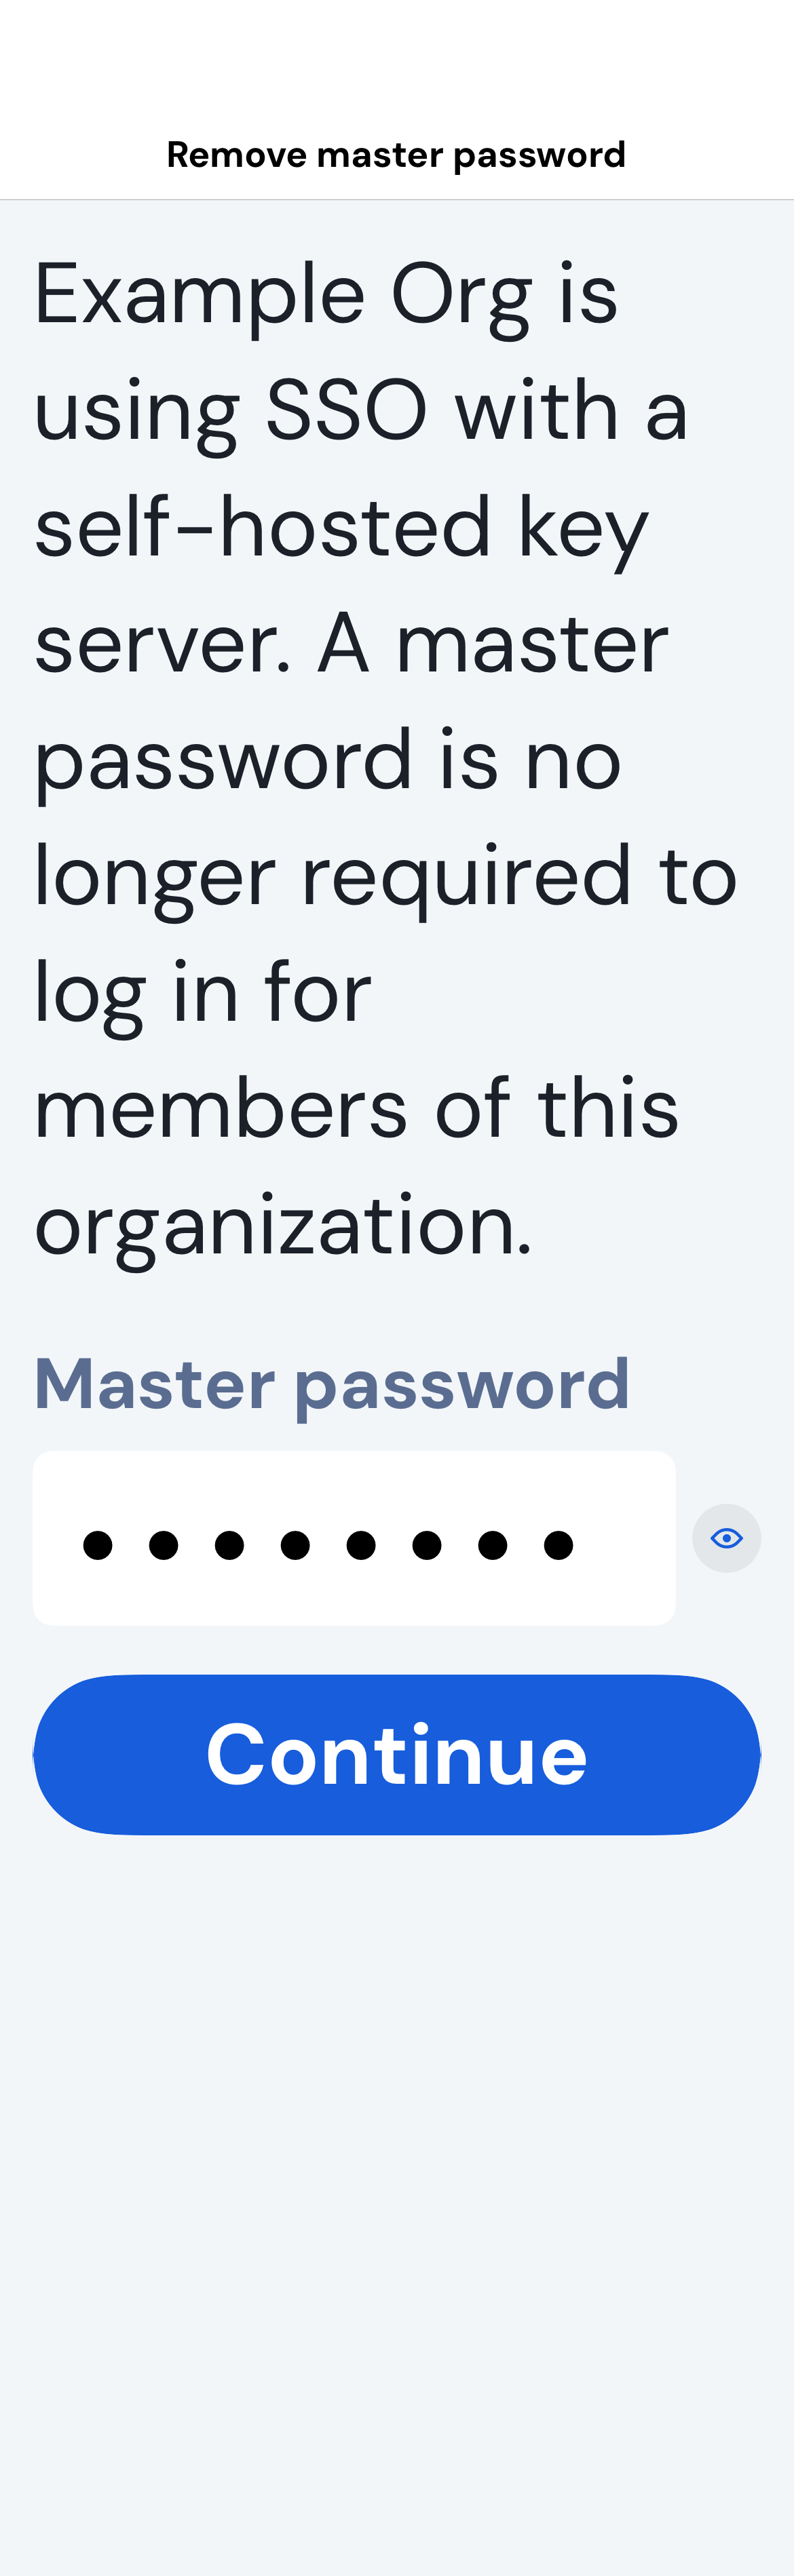 Remove master password
Example Org is
using SSO with a
self-hosted key
server. A master
password is no
longer required to
log in for
members of this
organization.
Master password
Continue